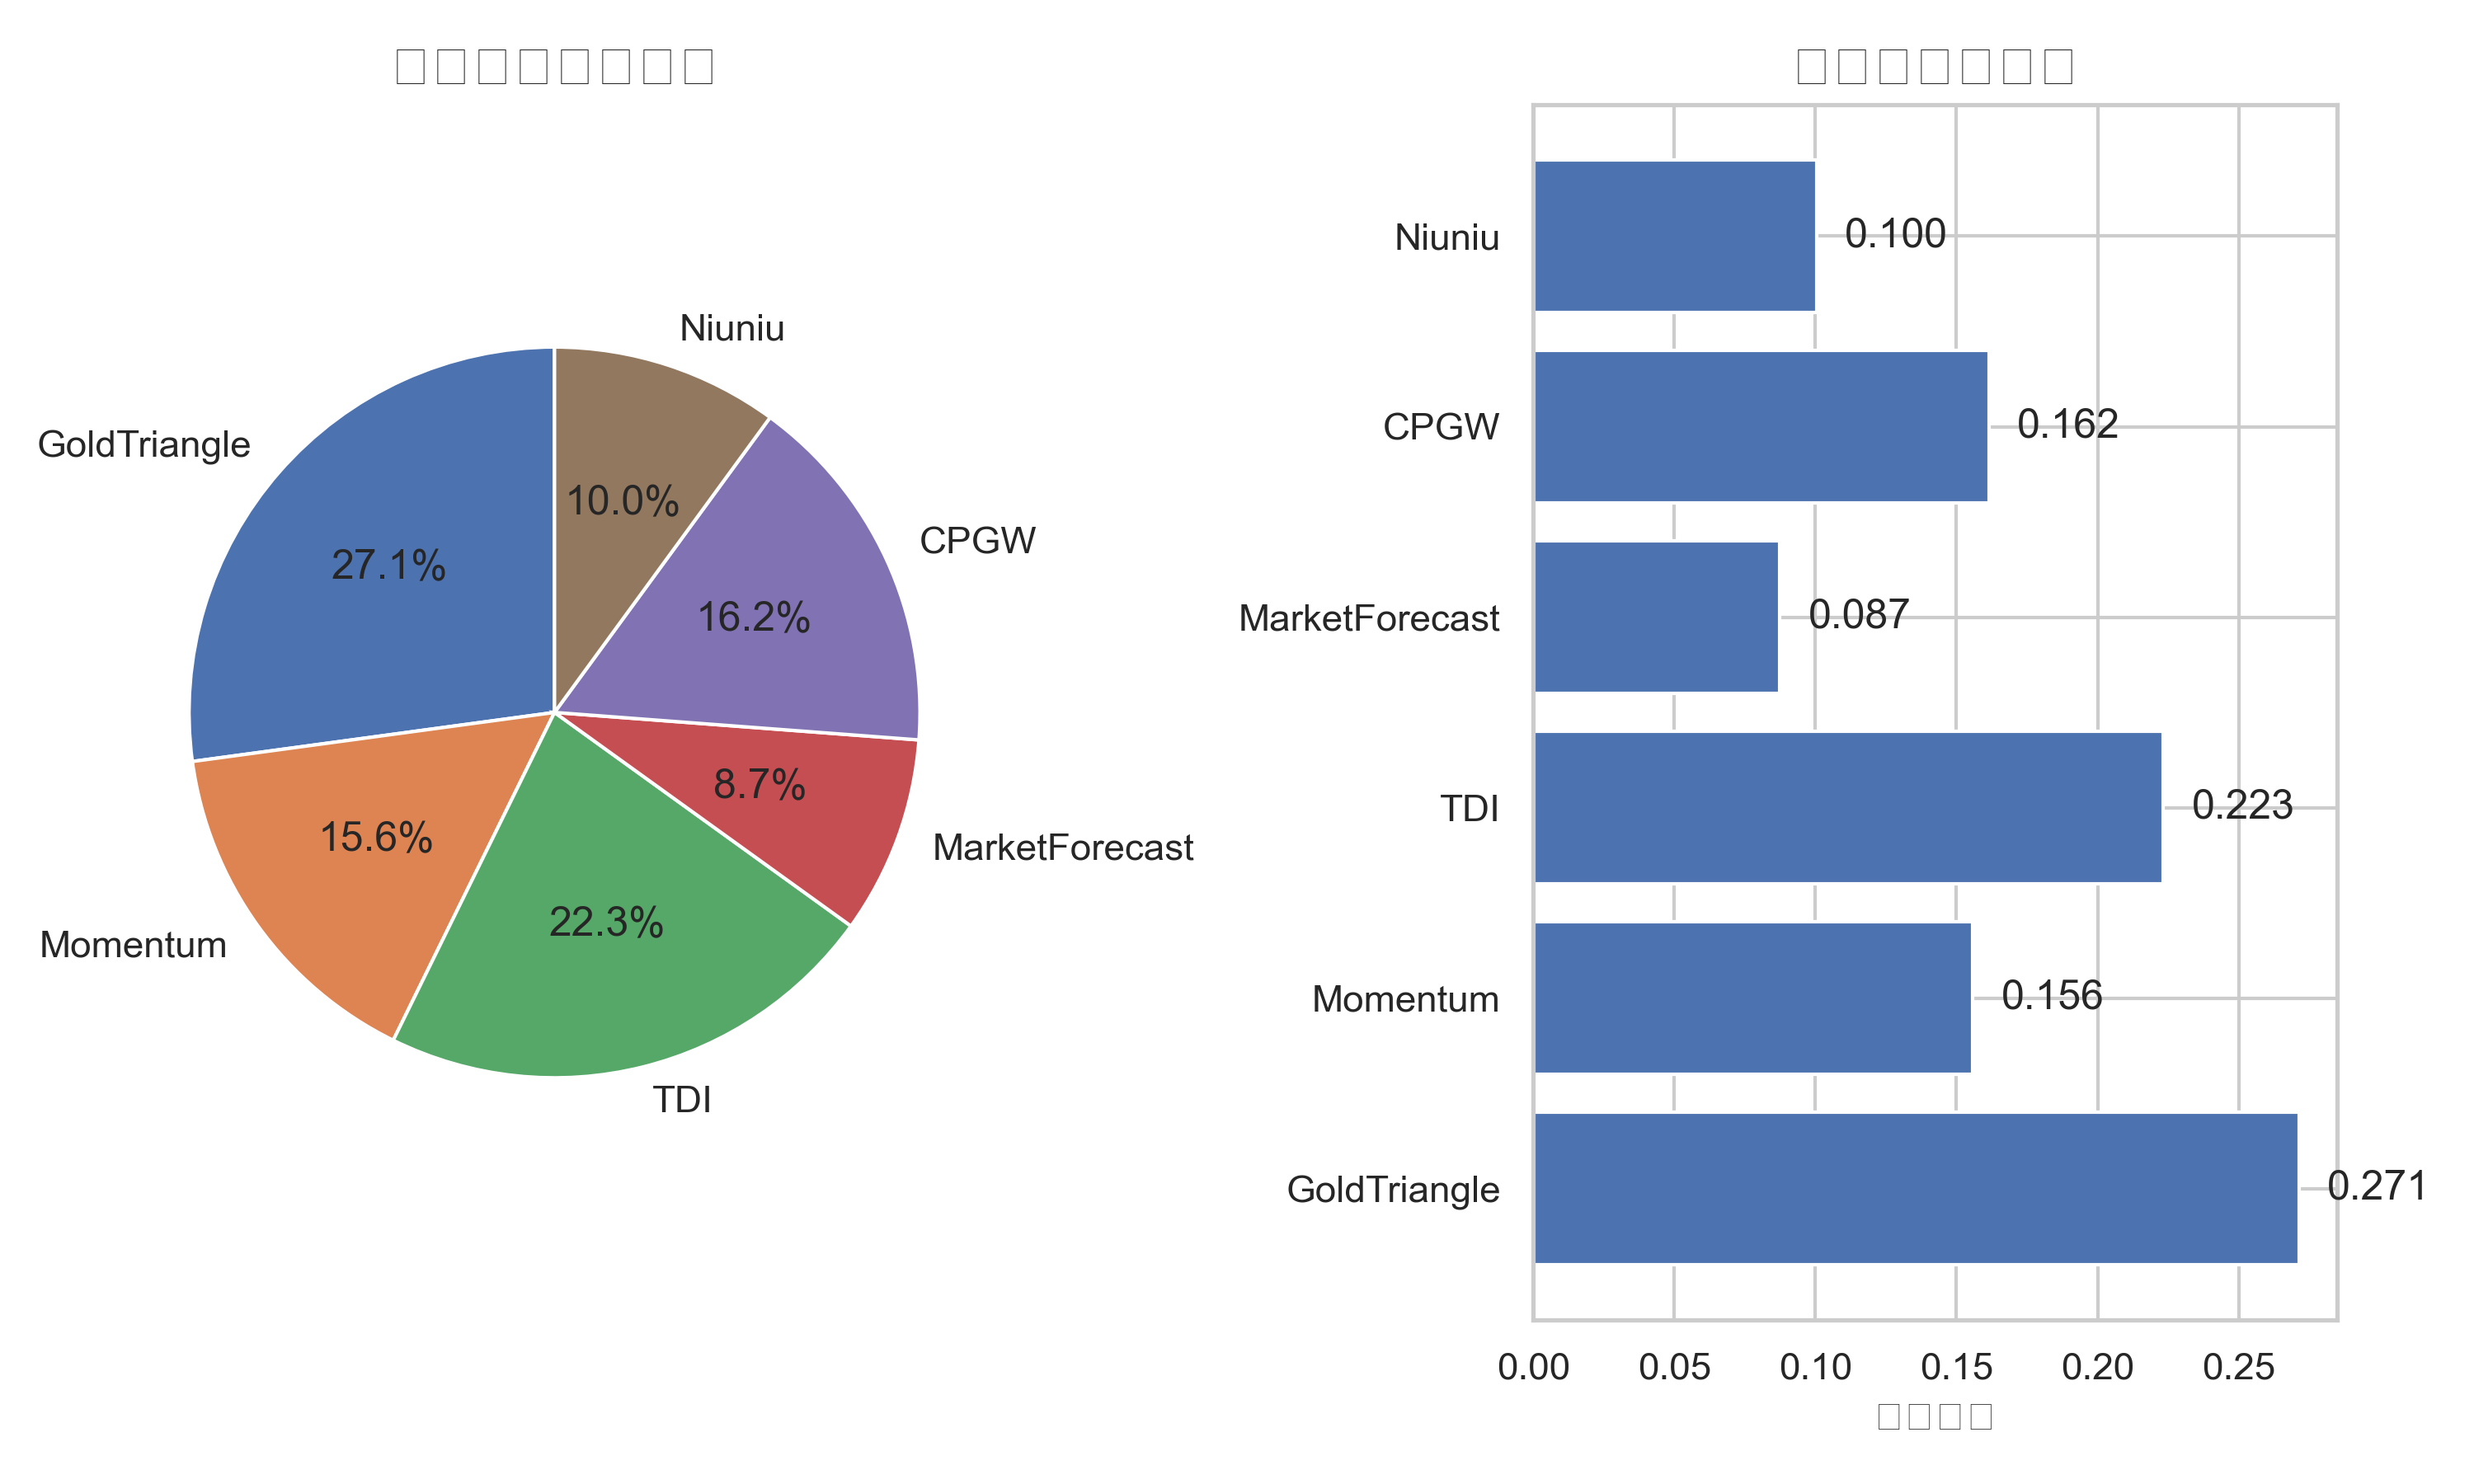 Niuniu
GoldTriangle
10.0%
CPGW
27.1%
16.2%
8.7%
15.6%
MarketForecast
22.3%
Momentum
TDI
Niuniu
0.100
CPGW
0.162
MarketForecast
0.087
TDI
0.223
Momentum
0.156
GoldTriangle
0.271
0.00 0.05 0.10 0.15 0.20 0.25